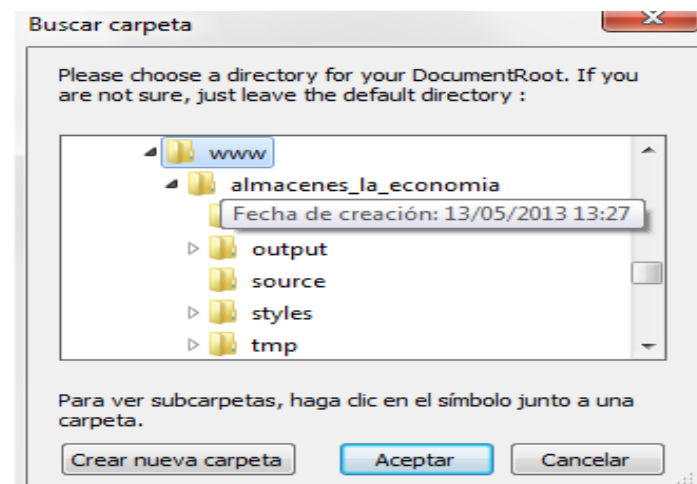 Buscar carpeta
Please choose a directory for your DocumentRoot. If you
are not sure, just leave the default directory :
www
almacenes_la_economia
Fecha de creación: 13/05/2013 13:27
output
source
styles
tmp
Para ver subcarpetas, haga clic en el símbolo junto a una
carpeta.
Crear nueva carpeta Aceptar Cancelar